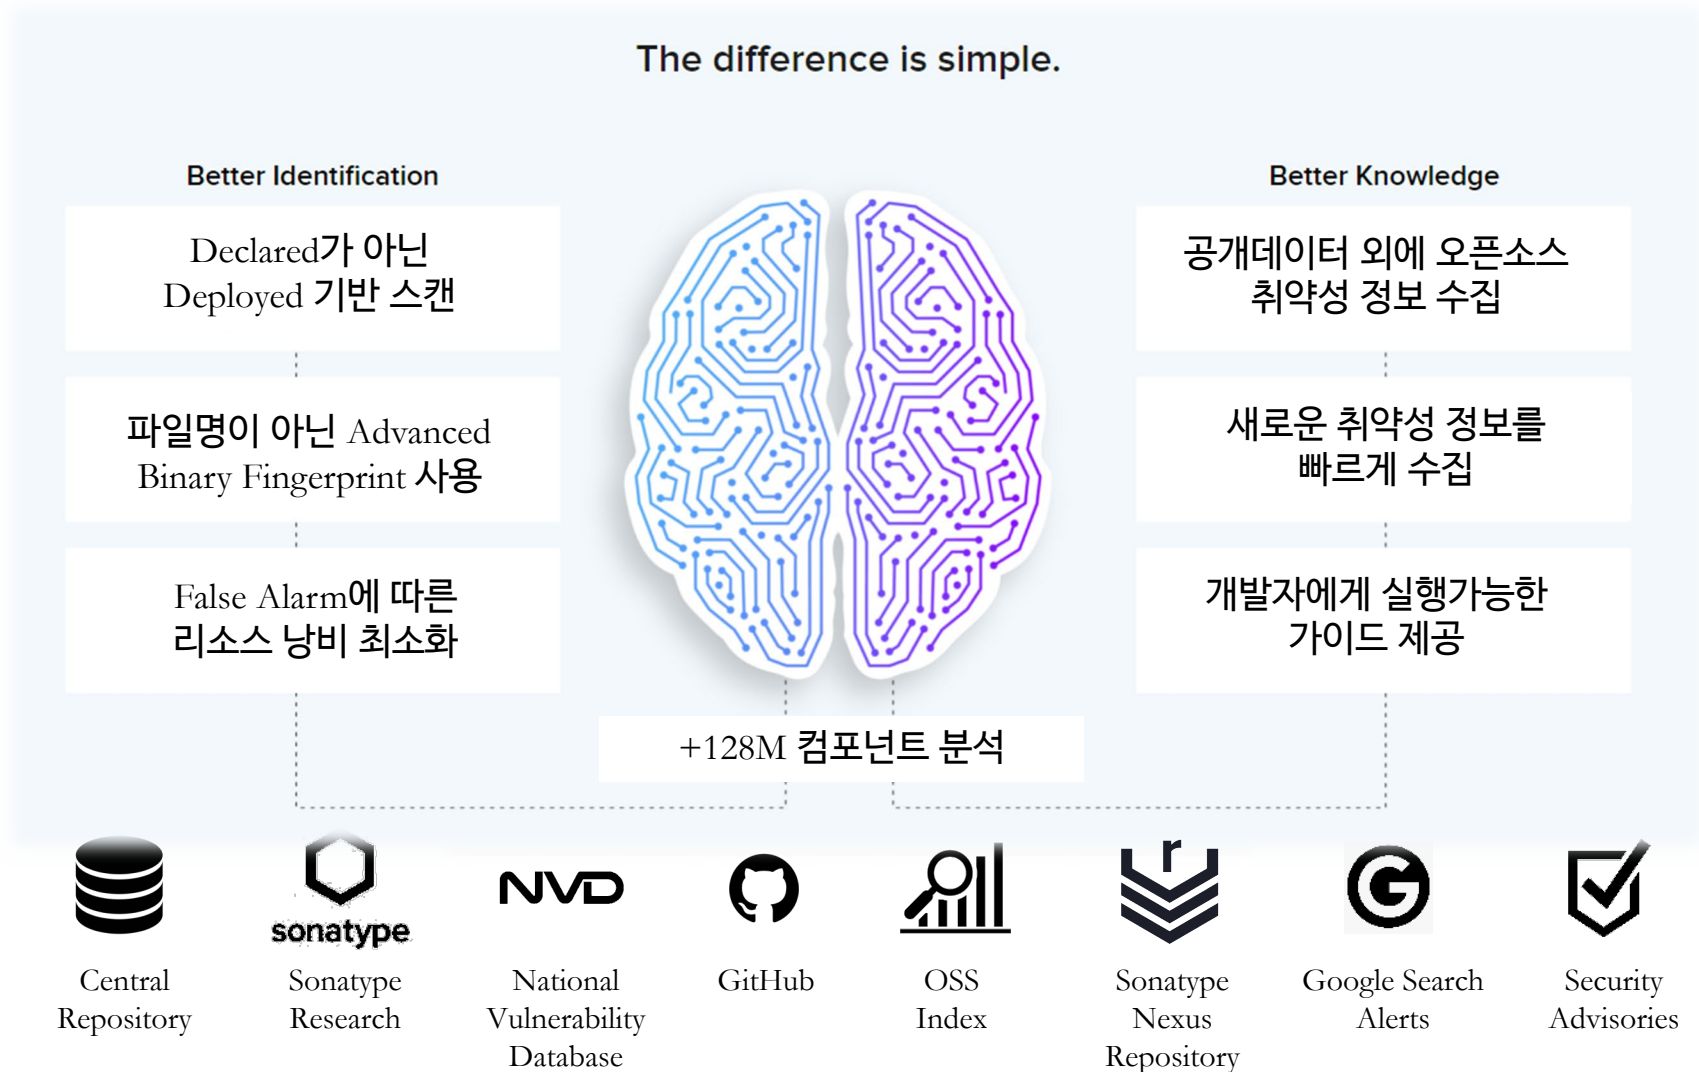 The difference is simple.
Better Identification
Declared가 아닌
Deployed 기반 스캔
파일명이 아닌 Advanced
Binary Fingerprint 사용
False Alarm에 따른
리소스 낭비 최소화
Better Knowledge
공개데이터 외에 오픈소스
취약성 정보 수집
새로운 취약성 정보를
빠르게 수집
개발자에게 실행가능한
가이드 제공
+128M 컴포넌트 분석
sonatype
NVD
r
G
Central
Repository
Sonatype
Research
National
Vulnerability
Database
GitHub
OSS
Index
Sonatype
Nexus
Repository
Google Search
Alerts
Security
Advisories